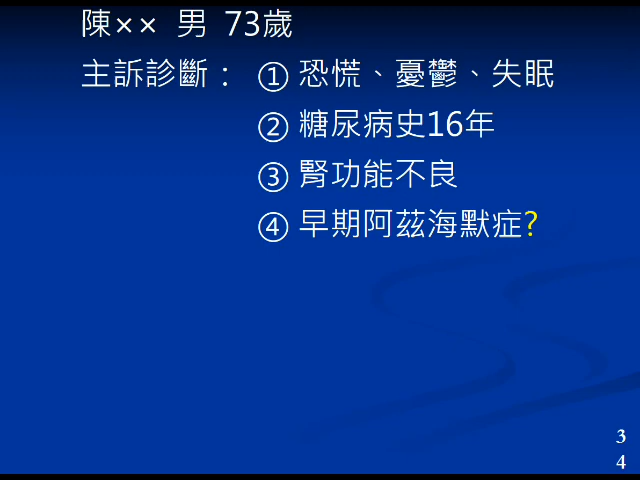 陳×× 男 73歲
主訴診斷： ① 恐慌、憂鬱、失眠
② 糖尿病史16年
③ 腎功能不良
④ 早期阿茲海默症?
3
4